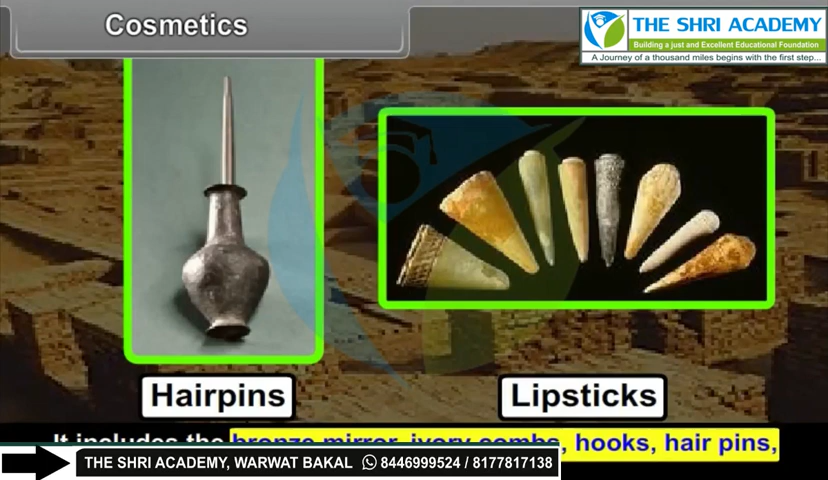 Cosmetics
THE SHRI ACADEMY
Building a just and Excellent Educational Foundation
A Journey of a thousand miles begins with the first step...
Hairpins
Lipsticks
It includes the bronze mirror, ivory combs, hooks, hair pins,
THE SHRI ACADEMY, WARWAT BAKAL 8446999524 / 8177817138